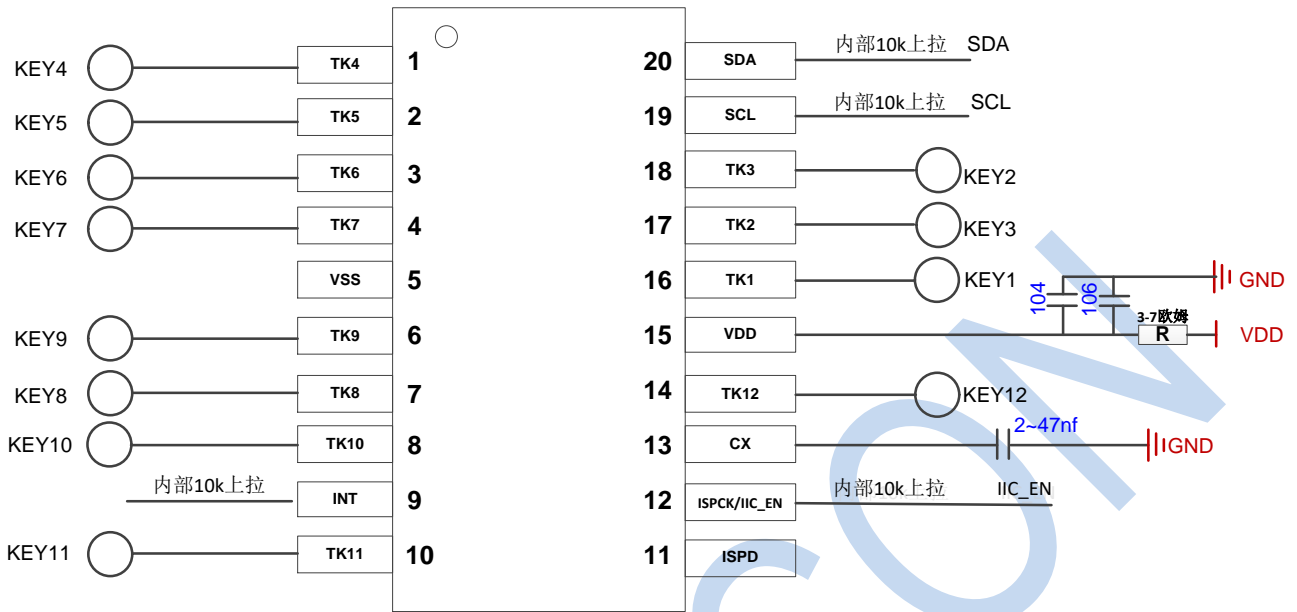 KEY4 TK4 1 20 SDA 内部10k上拉 SDA
KEY5 TK5 2 19 SCL 内部10k上拉 SCL
KEY6 TK6 3 18 TK3 KEY2
KEY7 TK7 4 17 TK2 KEY3
VSS 5 16 TK1 KEY1 104 106 GND
3-7欧姆
KEY9 TK9 6 15 VDD R VDD
KEY8 TK8 7 14 TK12 KEY12
2~47nf
KEY10 TK10 8 13 CX GND
内部10k上拉 INT 9 12 ISPCK/IIC_EN 内部10k上拉 IIC_EN
KEY11 TK11 10 11 ISPD
CON